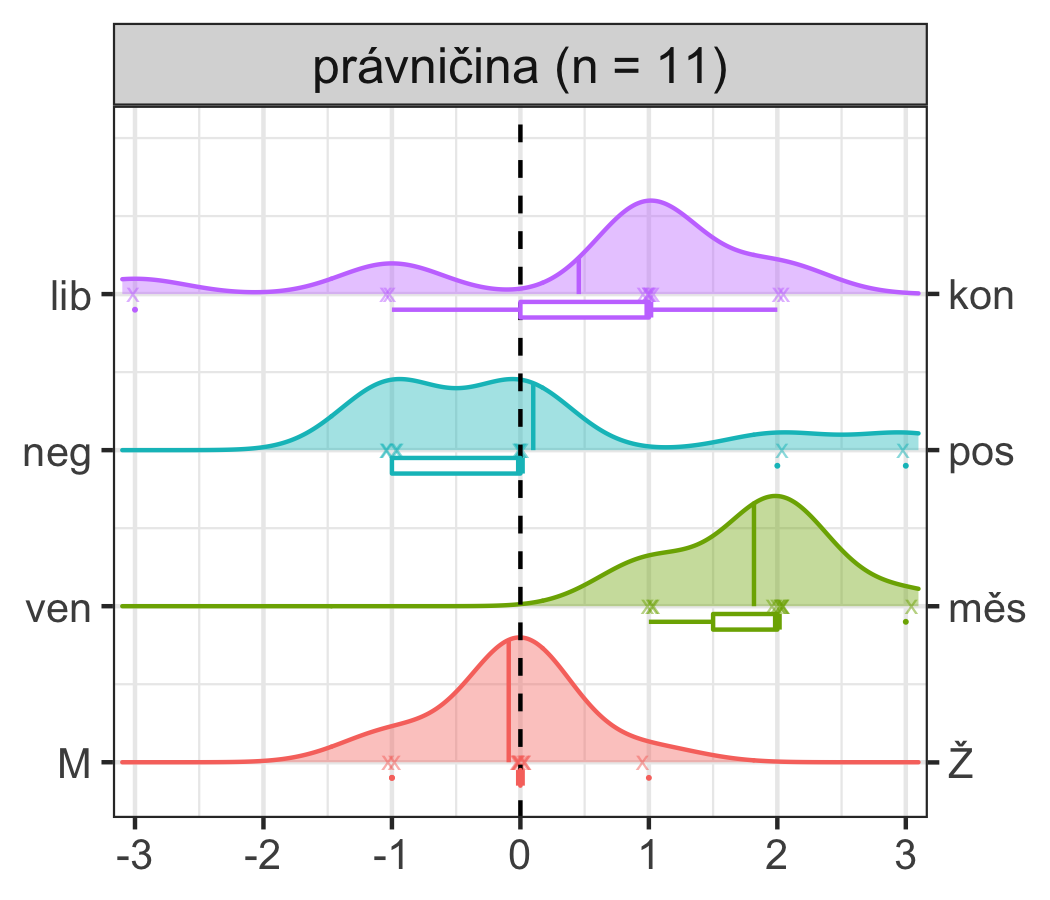 právničina (n = 11)
lib kon
neg pos
ven měs
M Ž
-3 -2 -1 0 1 2 3